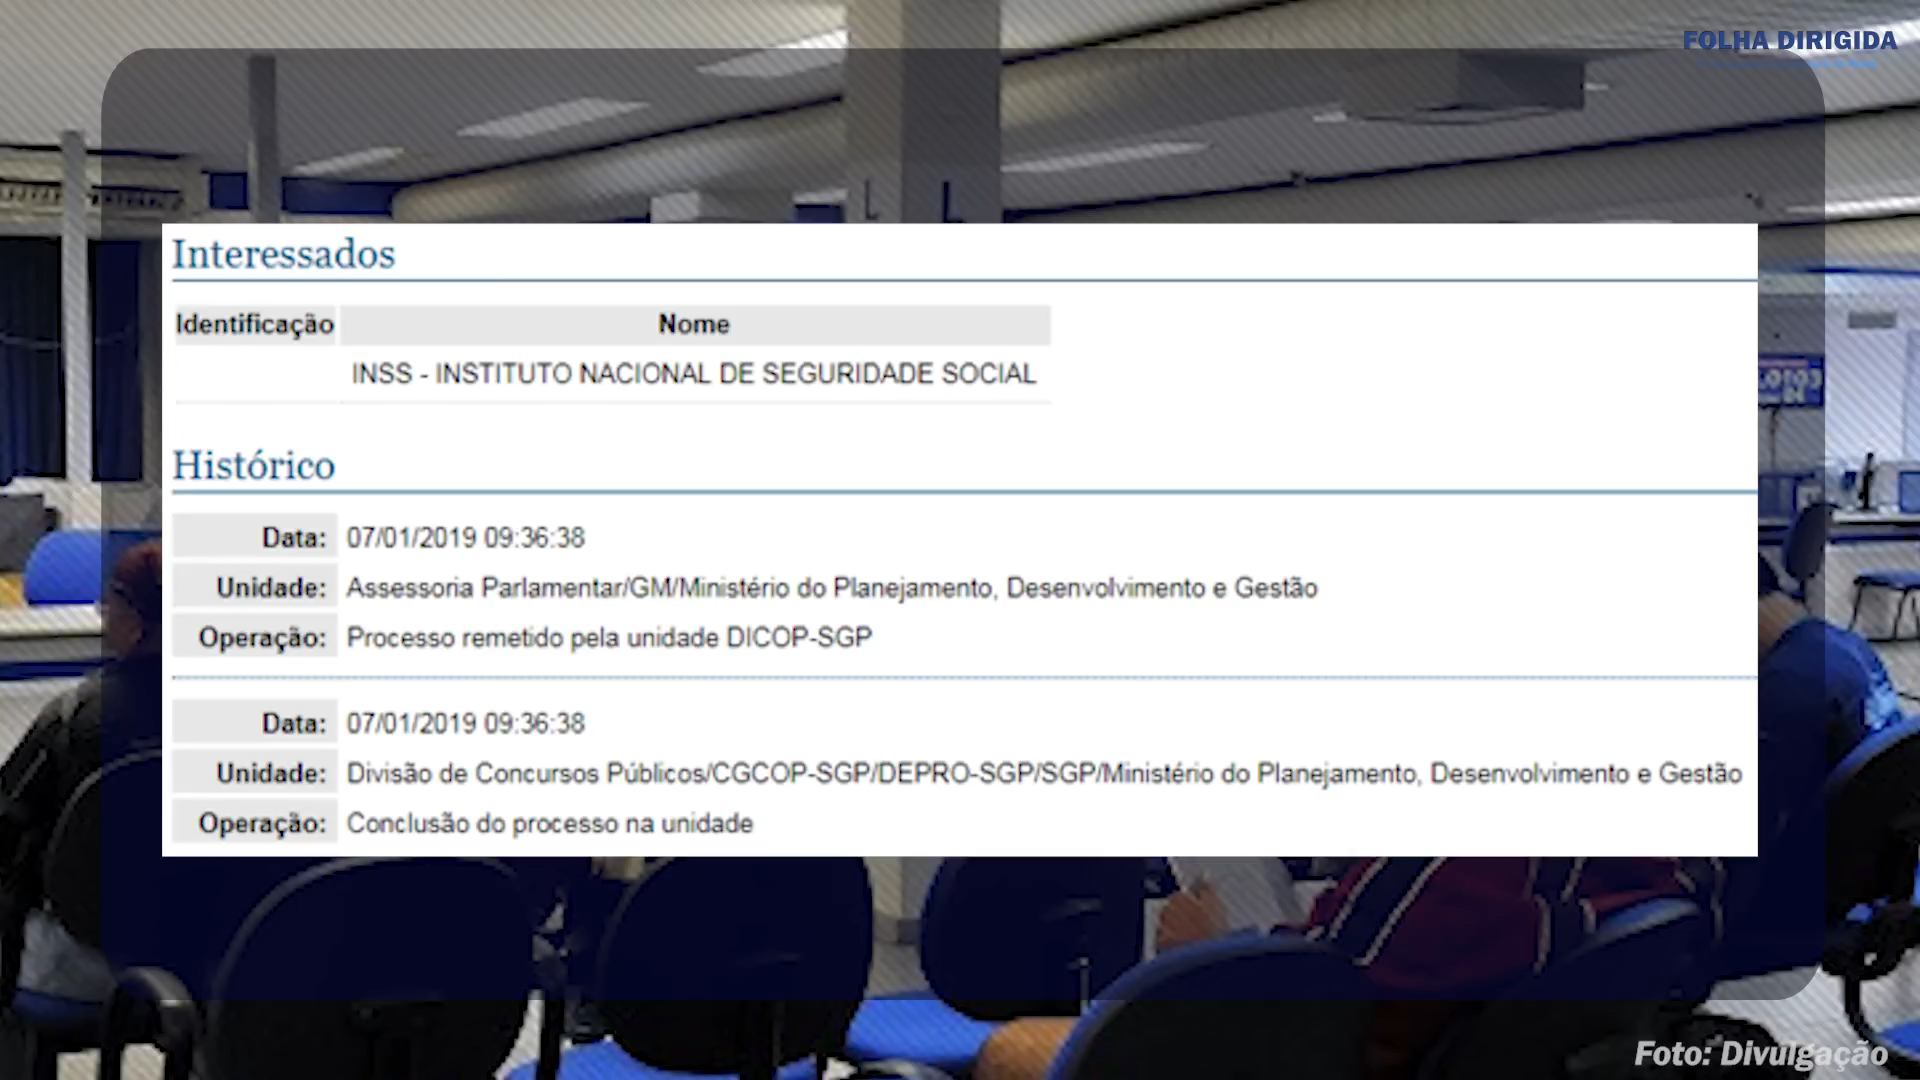 FOLHA DIRIGIDA
Interessados
Identificação Nome
INSS - INSTITUTO NACIONAL DE SEGURIDADE SOCIAL
Histórico
Data: 07/01/2019 09:36:38
Unidade: Assessoria Parlamentar/GM/Ministério do Planejamento, Desenvolvimento e Gestão
Operação: Processo remetido pela unidade DICOP-SGP
Data: 07/01/2019 09:36:38
Unidade: Divisão de Concursos Públicos/CGCOP-SGP/DEPRO-SGP/SGP/Ministério do Planejamento, Desenvolvimento e Gestão
Operação: Conclusão do processo na unidade
Foto: Divulgação